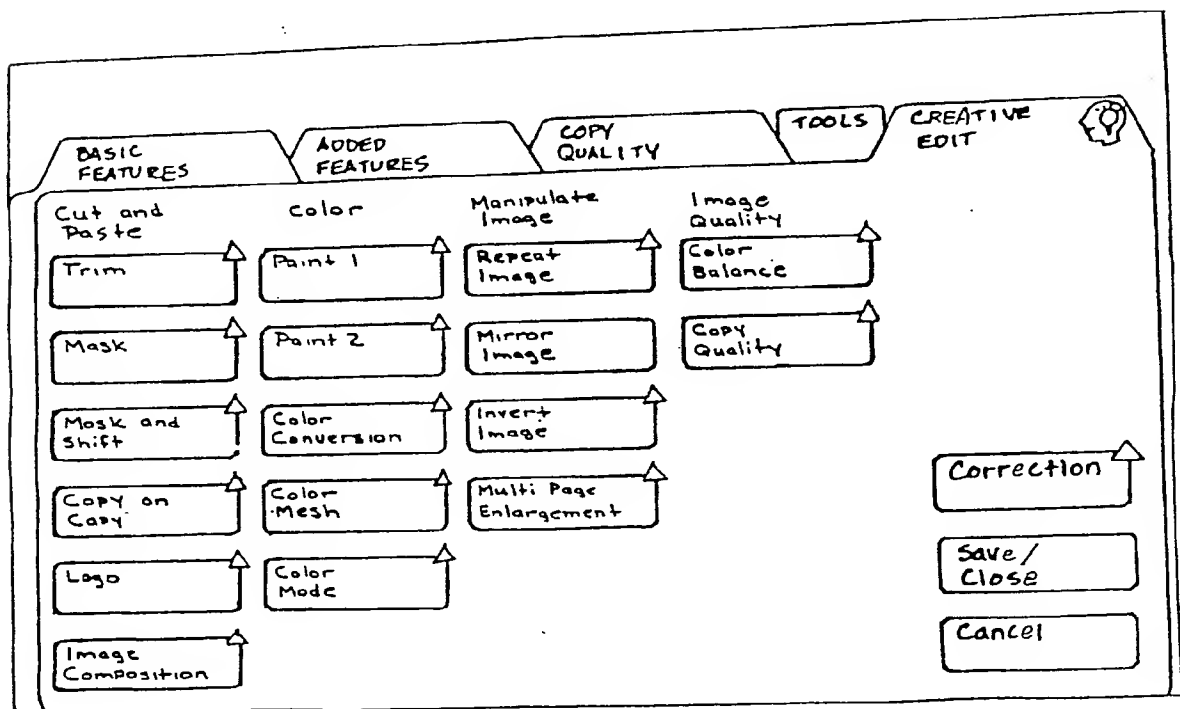 BASIC
FEATURES
ADDED
FEATURES
COPY
QUALITY
TOOLS
CREATIVE
EDIT
Cut and
Paste
Trim
Mask
Mask and
Shift
Copy on
Copy
Logo
Image
Composition
Color
Paint 1
Paint 2
Color
Conversion
Color
Mesh
Color
Mode
Manipulate
Image
Repeat
Image
Mirror
Image
Invert
Image
Multi Page
Enlargement
Image
Quality
Color
Balance
Copy
Quality
Correction
Save/
Close
Cancel